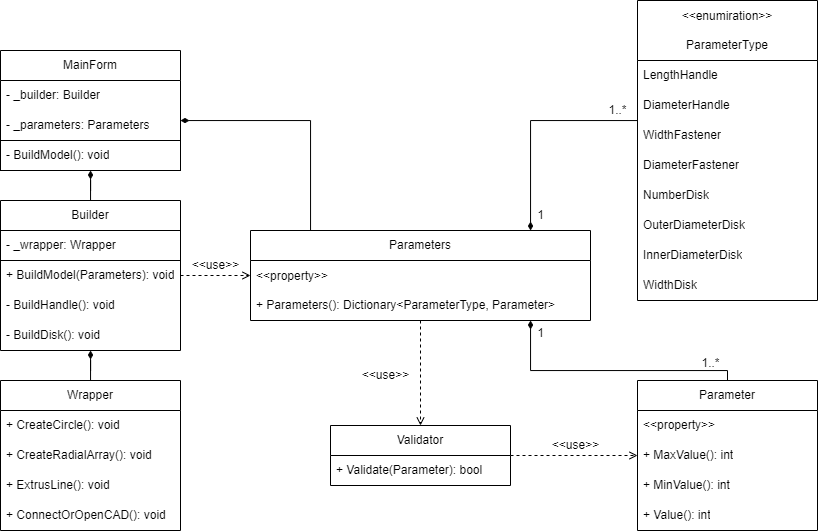 <<enumiration>>
ParameterType
LengthHandle
DiameterHandle
WidthFastener
DiameterFastener
NumberDisk
OuterDiameterDisk
InnerDiameterDisk
WidthDisk
MainForm
- _builder: Builder
- _parameters: Parameters
- BuildModel(): void
1..*
1
Builder
- _wrapper: Wrapper
+ BuildModel(Parameters): void
- BuildHandle(): void
- BuildDisk(): void
<<use>>
Parameters
<<property>>
+ Parameters(): Dictionary<ParameterType, Parameter>
1
1..*
<<use>>
Wrapper
+ CreateCircle(): void
+ CreateRadialArray(): void
+ ExtrusLine(): void
+ ConnectOrOpenCAD(): void
Validator
+ Validate(Parameter): bool
<<use>>
Parameter
<<property>>
+ MaxValue(): int
+ MinValue(): int
+ Value(): int